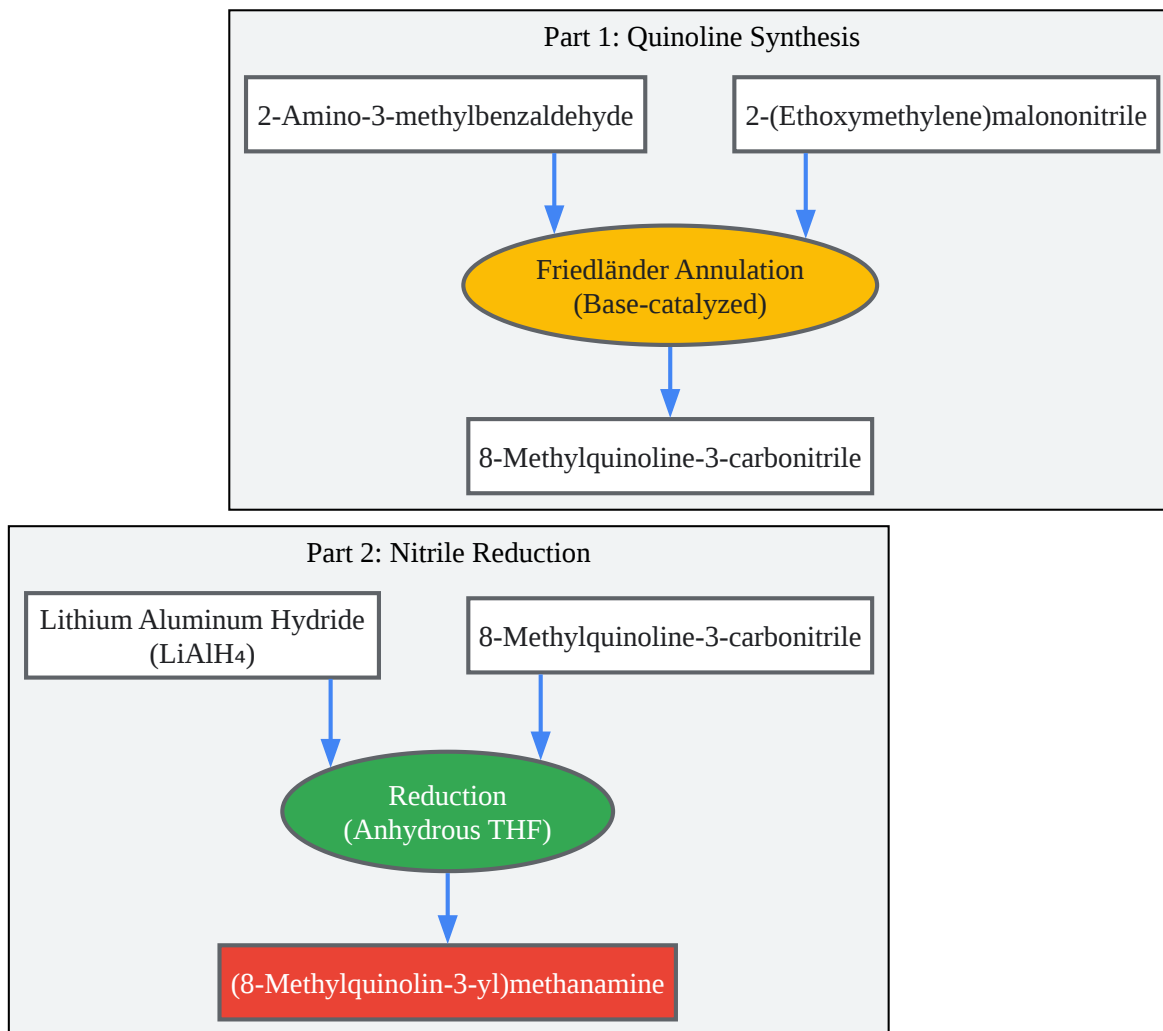 Part 1: Quinoline Synthesis
2-Amino-3-methylbenzaldehyde
2-(Ethoxymethylene)malononitrile
Friedländer Annulation
(Base-catalyzed)
8-Methylquinoline-3-carbonitrile
Part 2: Nitrile Reduction
Lithium Aluminum Hydride
(LiAlH₄)
8-Methylquinoline-3-carbonitrile
Reduction
(Anhydrous THF)
(8-Methylquinolin-3-yl)methanamine